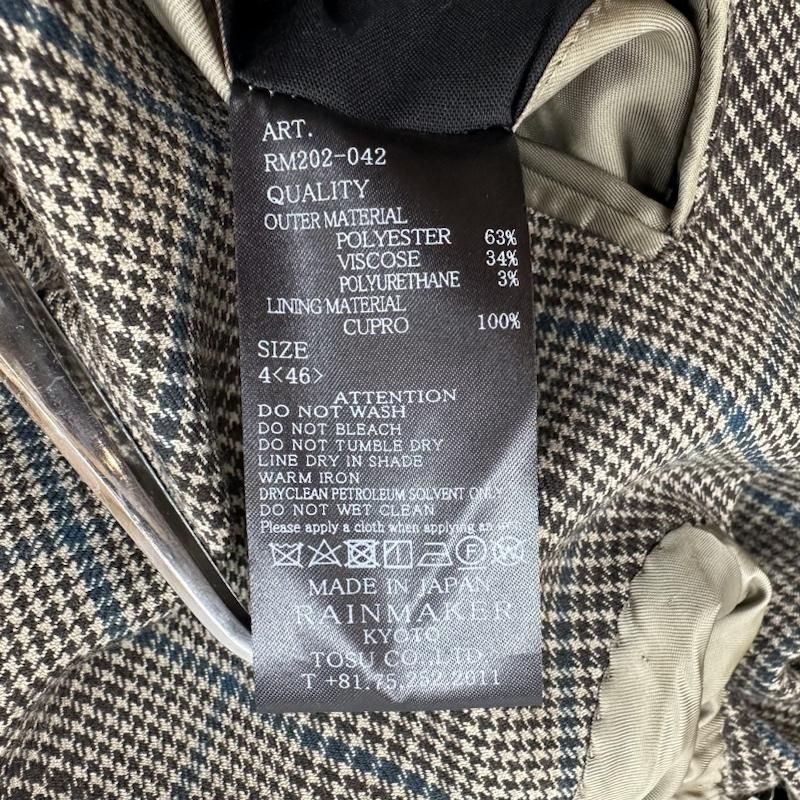 ART.
RM202-042
QUALITY
OUTER MATERIAL
POLYESTER 63%
VISCOSE 34%
POLYURETHANE 3%
LINING MATERIAL
CUPRO 100%
SIZE
4<46>
ATTENTION
DO NOT WASH
DO NOT BLEACH
DO NOT TUMBLE DRY
LINE DRY IN SHADE
WARM IRON
DRYCLEAN PETROLEUM SOLVENT ONLY
DO NOT WET CLEAN
Please apply a cloth when applying an
F W
MADE IN JAPAN
RAINMAKER
KYOTO
TOSU CO.,LTD.
T +81.75.252.2011